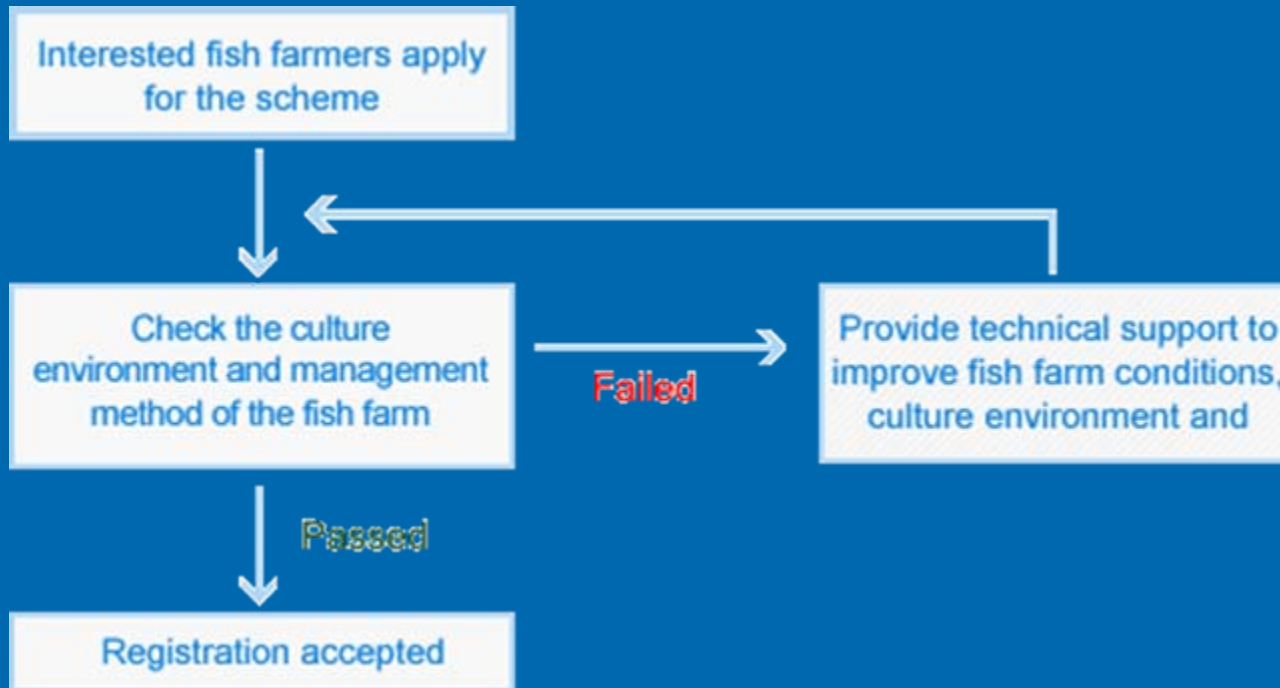 Interested fish farmers apply
for the scheme
Check the culture
environment and management
method of the fish farm
Failed
Provide technical support to
improve fish farm conditions,
culture environment and
Passed
Registration accepted